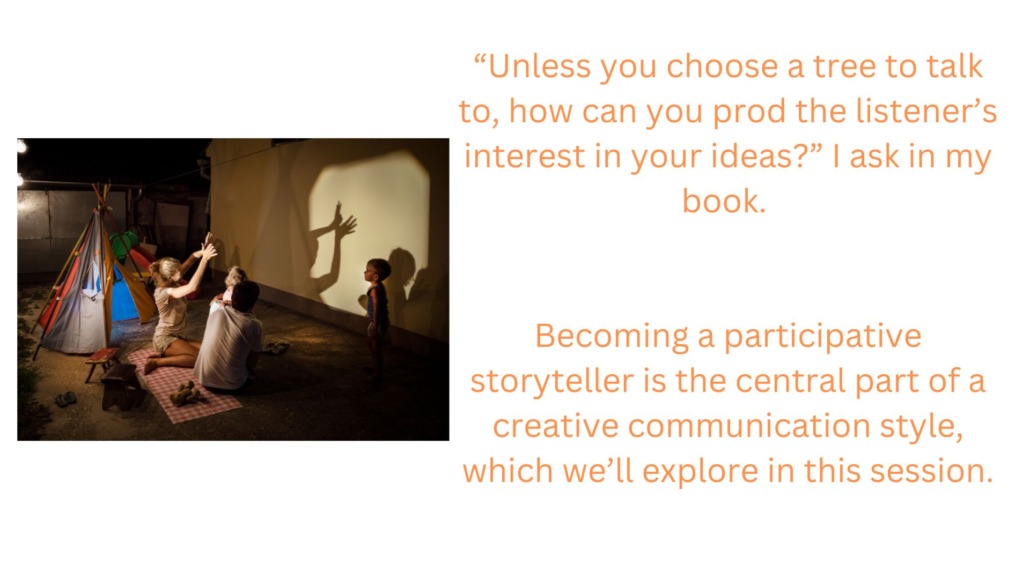 “Unless you choose a tree to talk
to, how can you prod the listener’s
interest in your ideas?” I ask in my
book.
Becoming a participative
storyteller is the central part of a
creative communication style,
which we’ll explore in this session.